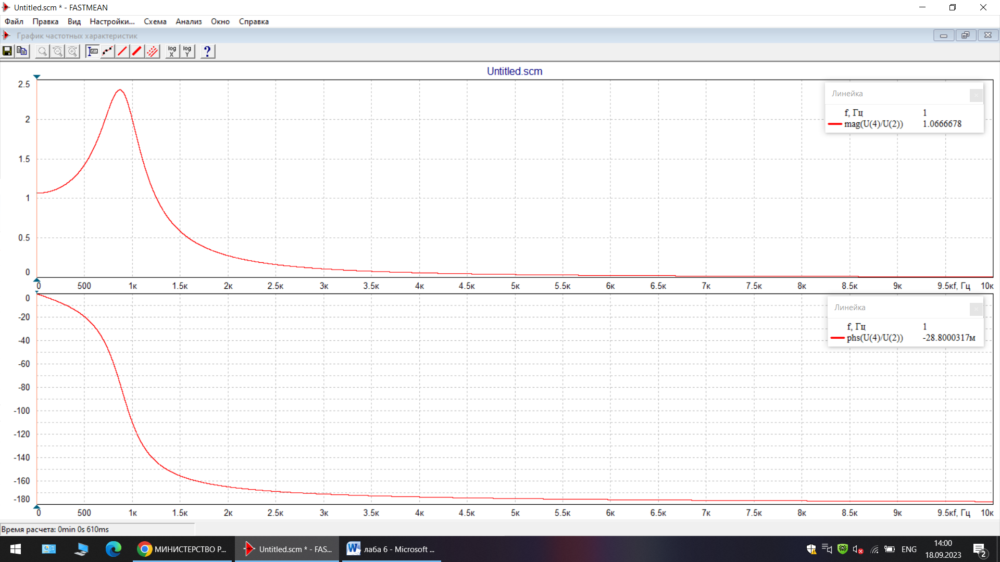 Untitled.scm * - FASTMEAN
Файл Правка Вид Настройки... Схема Анализ Окно Справка
График частотных характеристик
log X log Y ?
Untitled.scm
2.5
2
1.5
1
0.5
0
Линейка
f, Гц 1
mag(U(4)/U(2)) 1.0666678
0 500 1к 1.5к 2к 2.5к 3к 3.5к 4к 4.5к 5к 5.5к 6к 6.5к 7к 7.5к 8к 8.5к 9к 9.5кf, Гц 10к
0
-20
-40
-60
-80
-100
-120
-140
-160
-180
Линейка
f, Гц 1
phs(U(4)/U(2)) -28.8000317м
0 500 1к 1.5к 2к 2.5к 3к 3.5к 4к 4.5к 5к 5.5к 6к 6.5к 7к 7.5к 8к 8.5к 9к 9.5кf, Гц 10к
Время расчета: 0min 0s 610ms
МИНИСТЕРСТВО Р... Untitled.scm * - FAS... лаба 6 - Microsoft ... ENG 14:00
18.09.2023 2